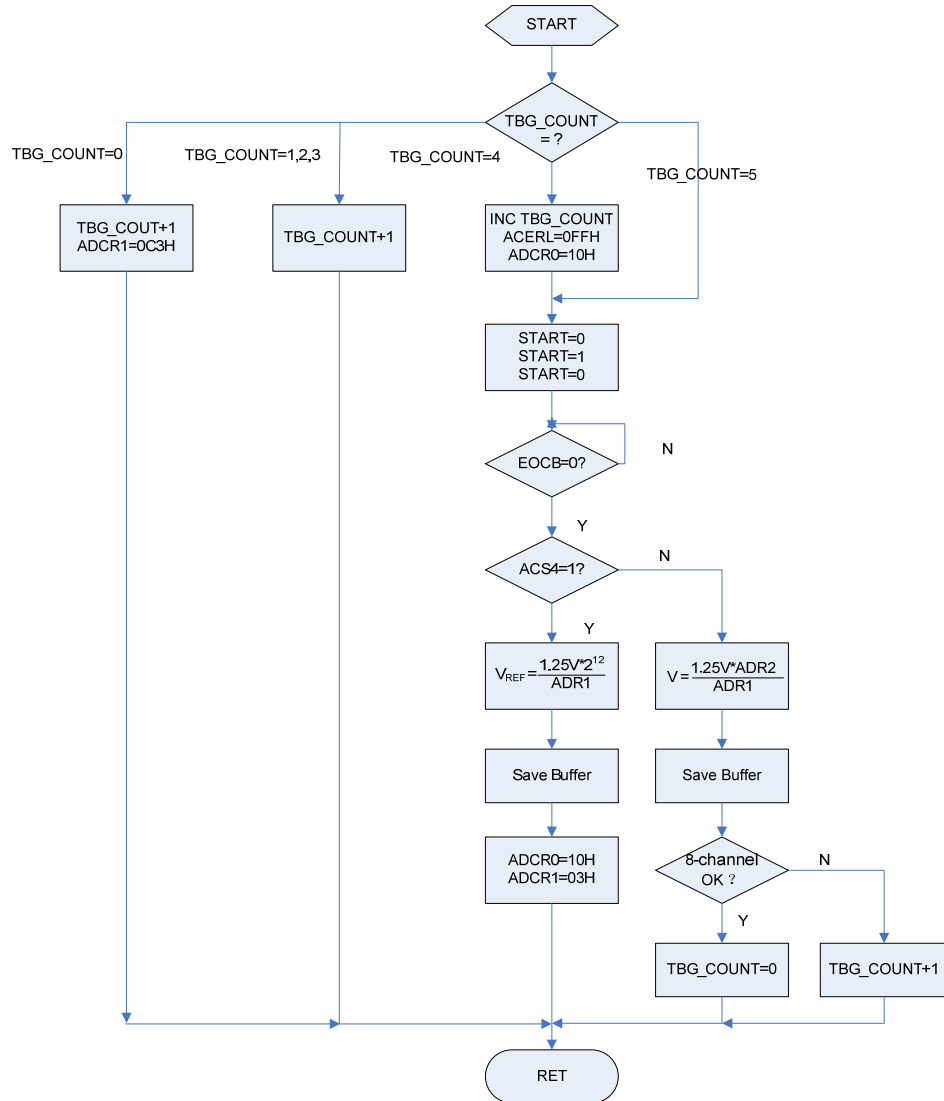 START
TBG_COUNT
= ?
TBG_COUNT=0
TBG_COUNT=1,2,3
TBG_COUNT=4
TBG_COUNT=5
TBG_COUT+1
ADCR1=0C3H
TBG_COUNT+1
INC TBG_COUNT
ACERL=0FFH
ADCR0=10H
START=0
START=1
START=0
EOCB=0?
N
Y
ACS4=1?
N
Y
V_REF = 1.25V*2^12 / ADR1
V = 1.25V*ADR2 / ADR1
Save Buffer
Save Buffer
ADCR0=10H
ADCR1=03H
8-channel
OK ?
N
Y
TBG_COUNT=0
TBG_COUNT+1
RET